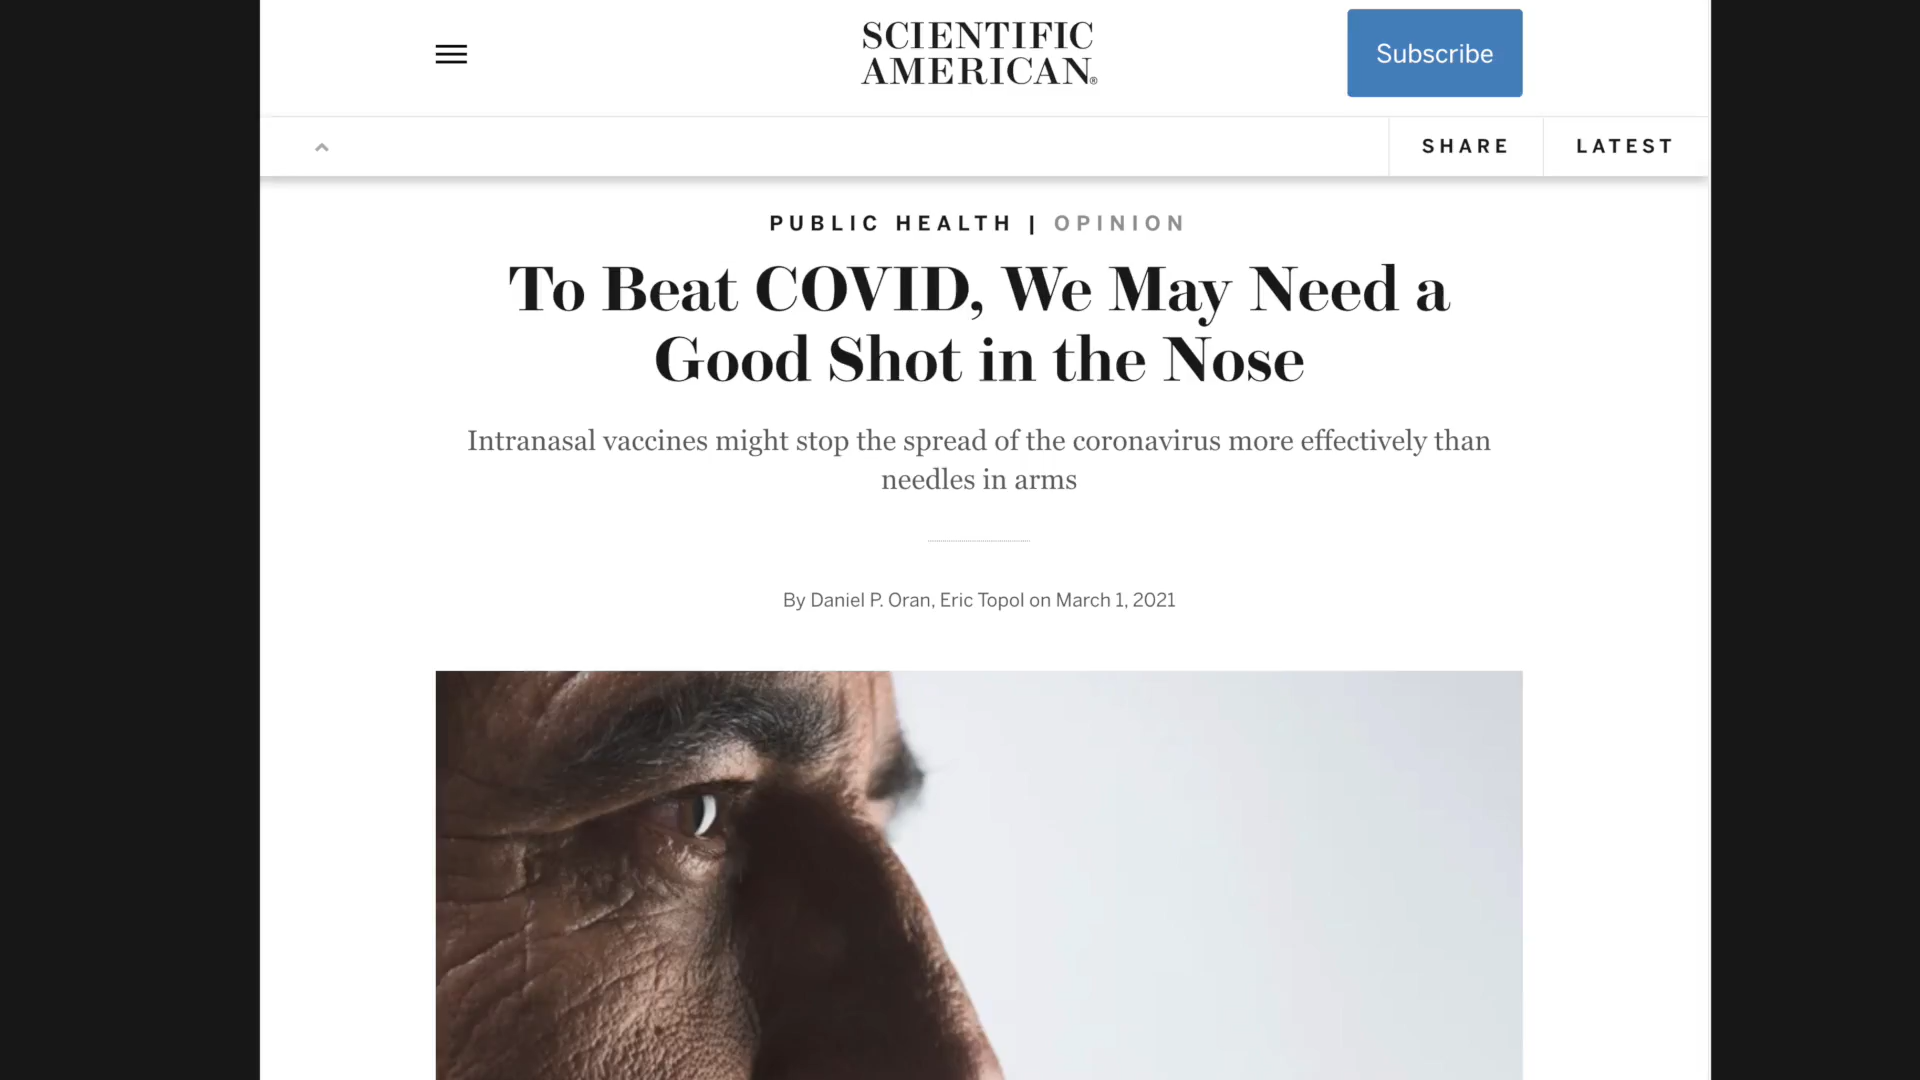 SCIENTIFIC
AMERICAN®
Subscribe
SHARE
LATEST
PUBLIC HEALTH | OPINION
To Beat COVID, We May Need a
Good Shot in the Nose
Intranasal vaccines might stop the spread of the coronavirus more effectively than
needles in arms
By Daniel P. Oran, Eric Topol on March 1, 2021